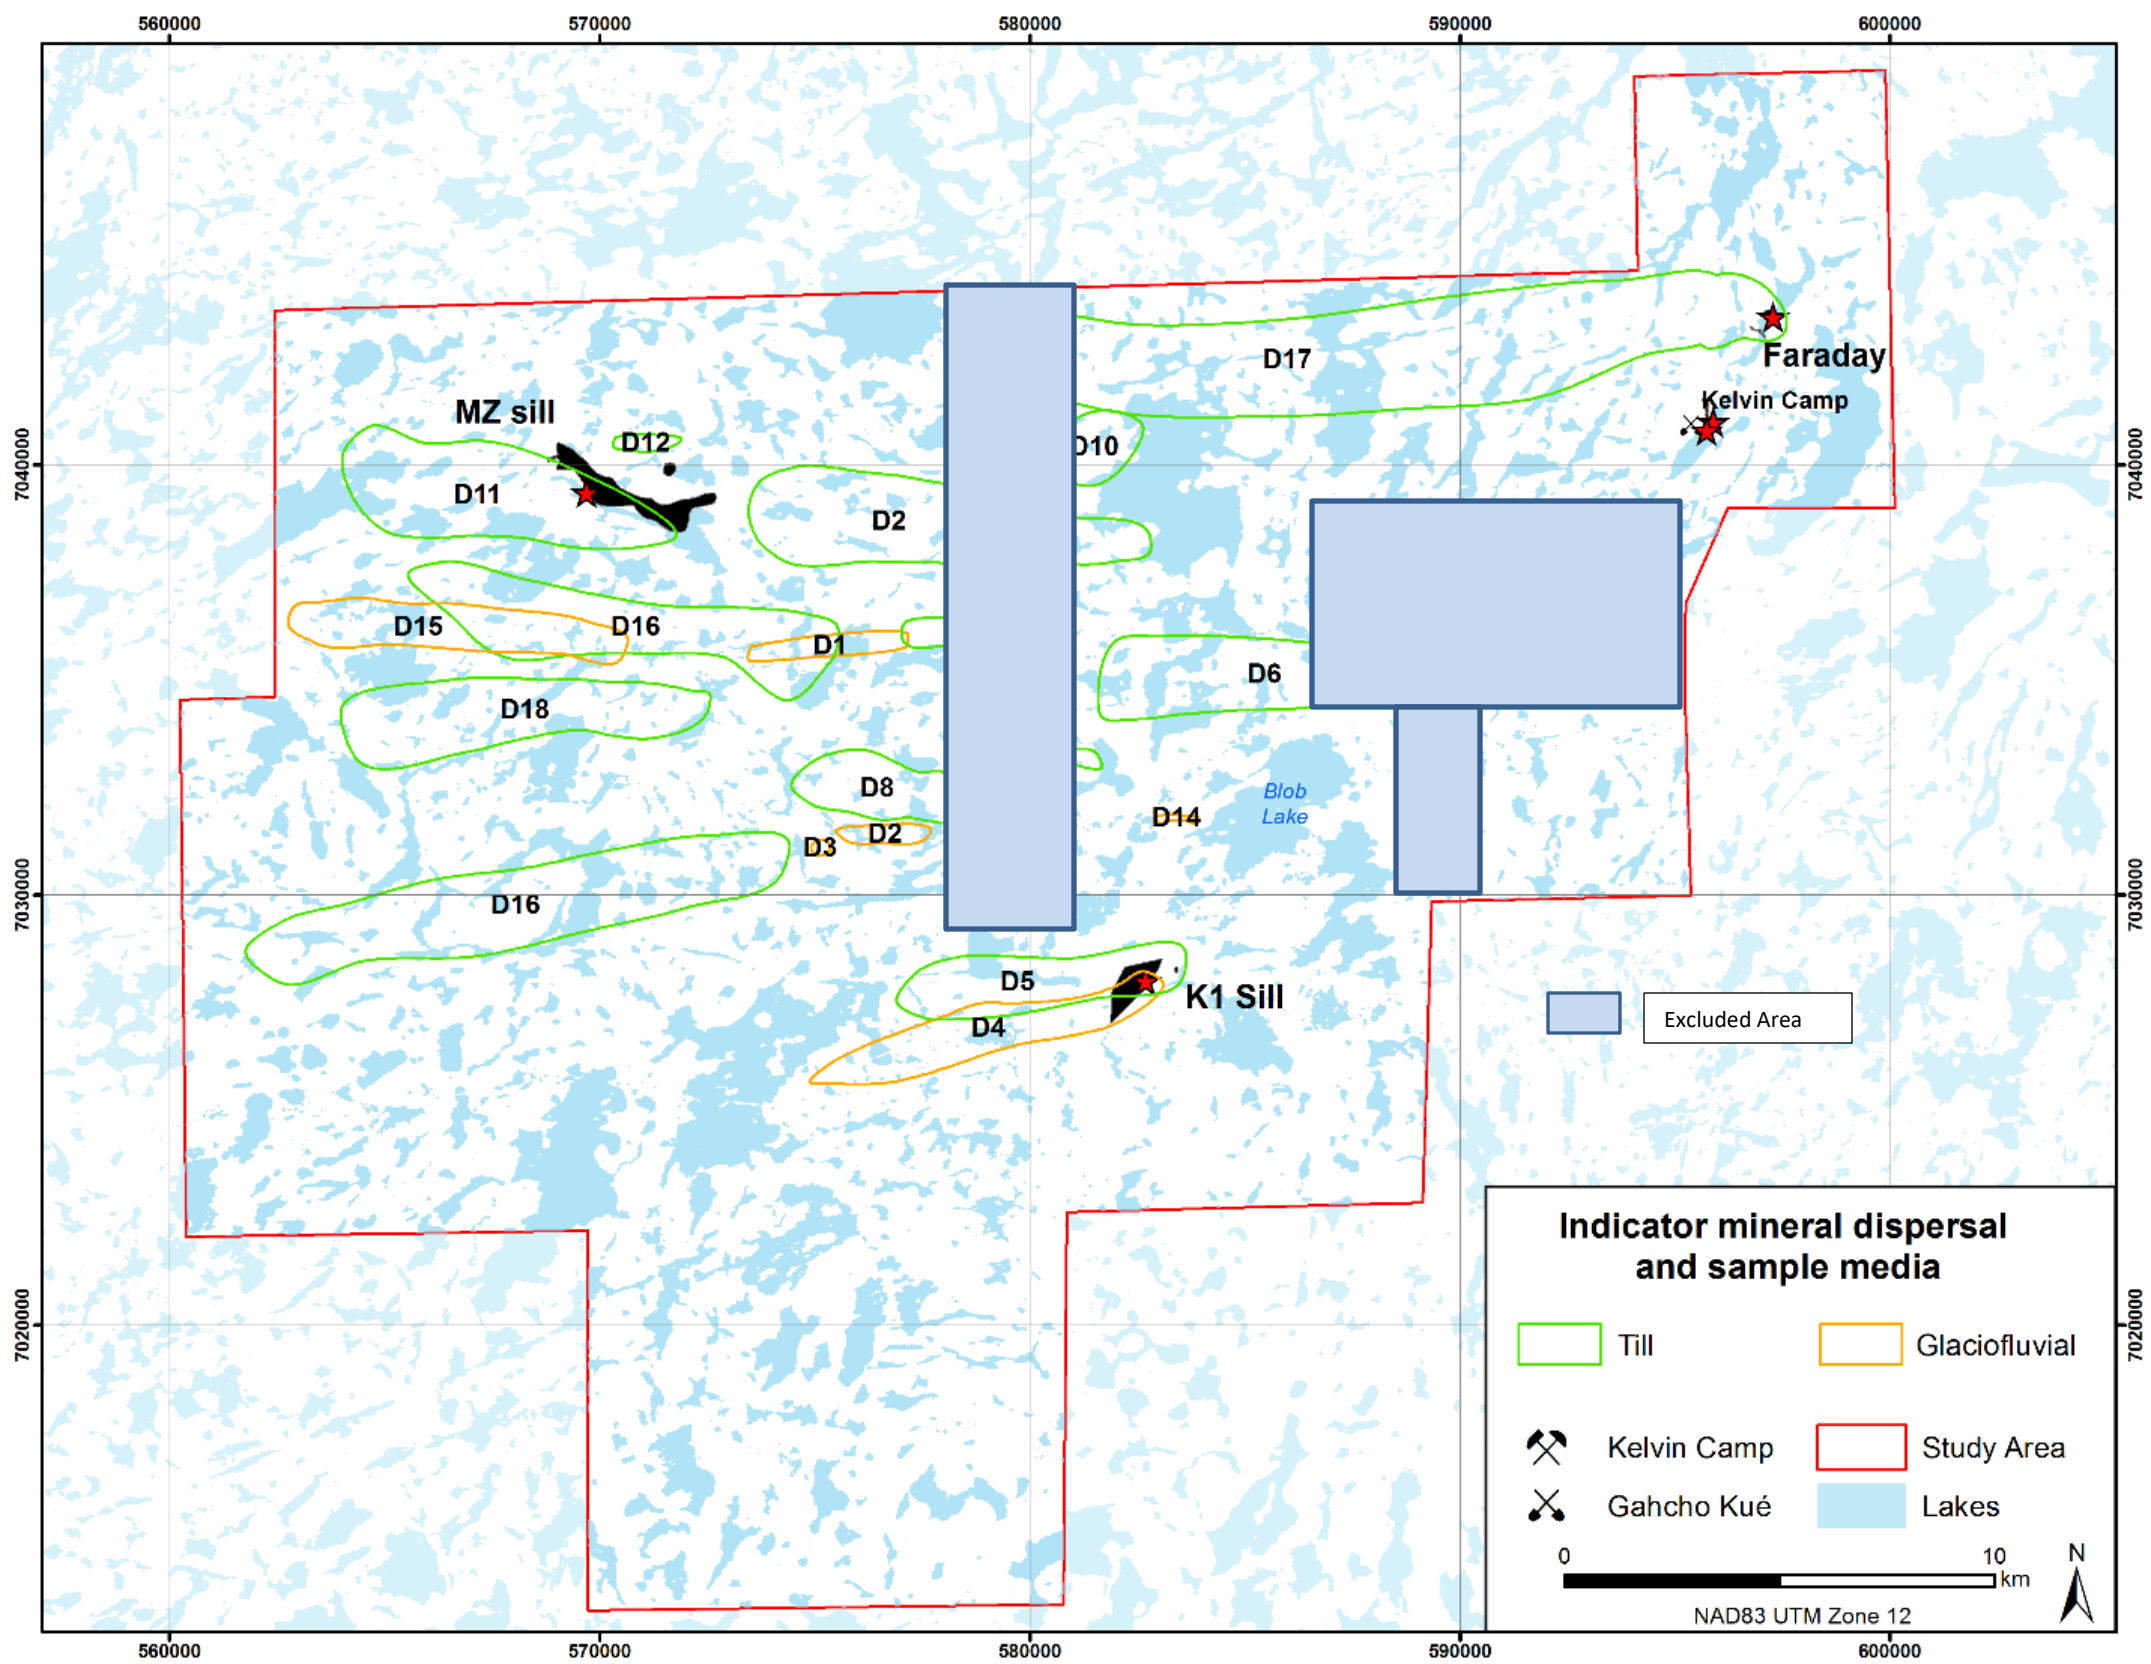 560000 570000 580000 590000 600000
MZ sill
D12
D11
D2
D17
D10
Faraday
Kelvin Camp
7040000
7040000
D15
D16
D1
D6
D18
D8
D2
D3
D14
Blob
Lake
D16
7030000
7030000
D5
D4
K1 Sill
Excluded Area
Indicator mineral dispersal
and sample media
Till
Glaciofluvial
Kelvin Camp
Study Area
Gahcho Kué
Lakes
0 10
km
N
NAD83 UTM Zone 12
7020000
7020000
560000 570000 580000 590000 600000